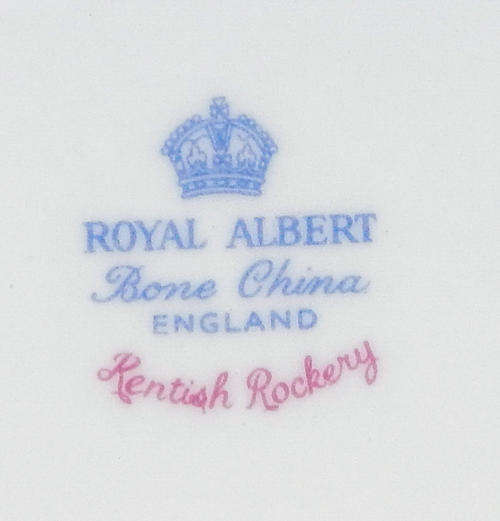 ROYAL ALBERT
Bone China
ENGLAND
Kentish Rockery